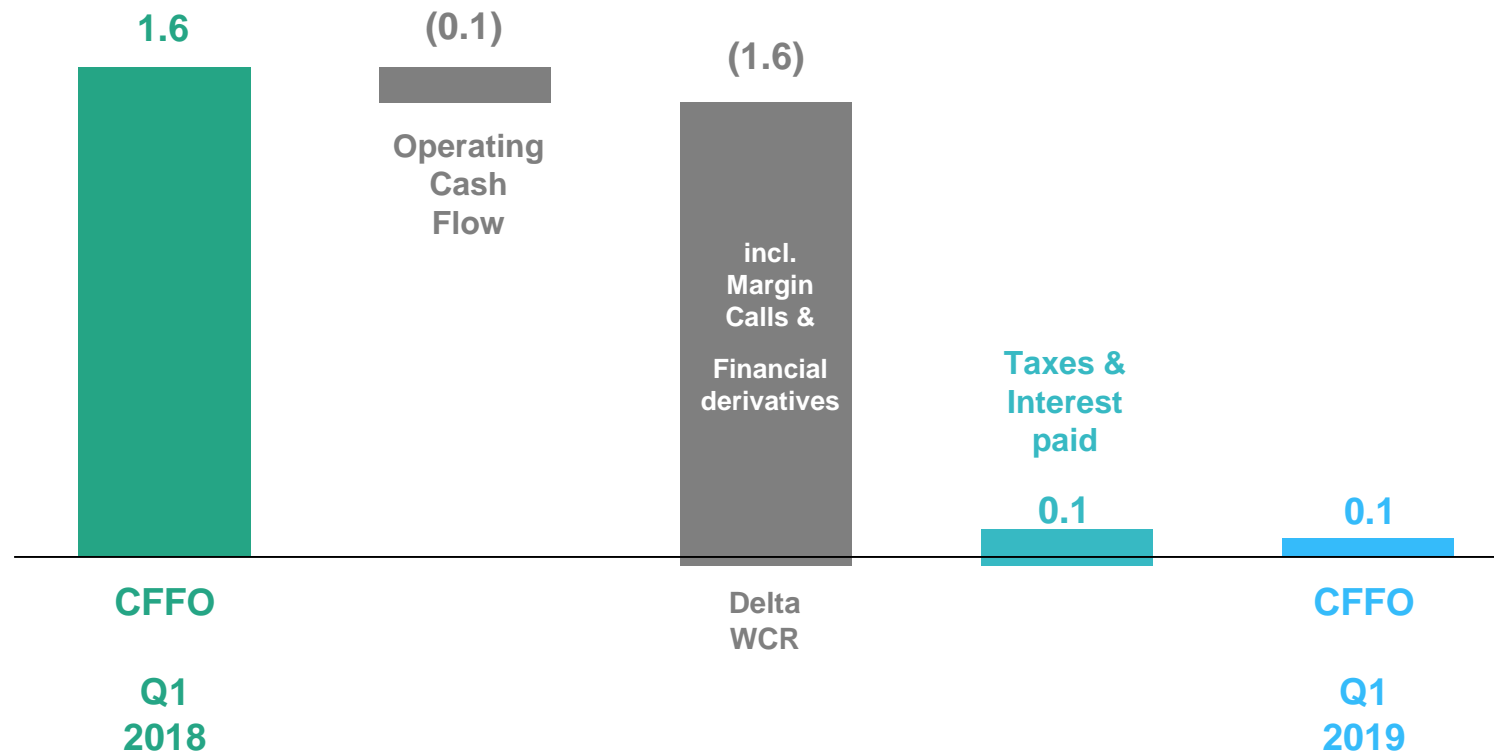 1.6
CFFO
Q1
2018
(0.1)
Operating
Cash
Flow
(1.6)
incl.
Margin
Calls &
Financial
derivatives
Delta
WCR
Taxes &
Interest
paid
0.1
0.1
CFFO
Q1
2019